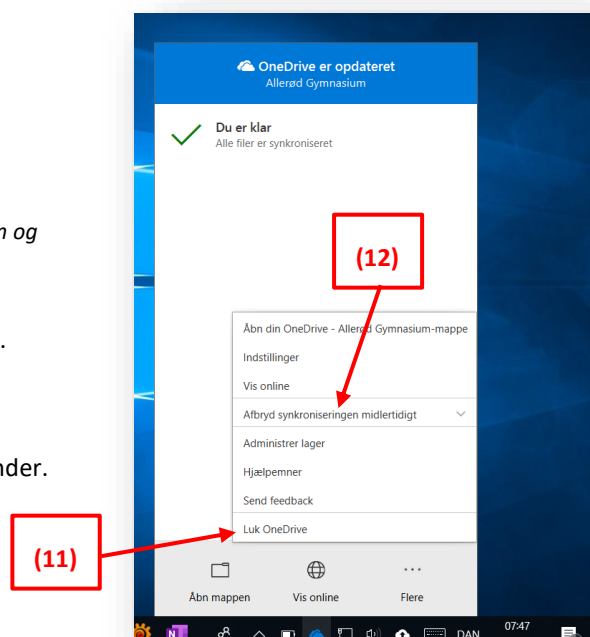 OneDrive er opdateret
Allerød Gymnasium
Du er klar
Alle filer er synkroniseret
og
(12)
.
Åbn din OneDrive - Allerød Gymnasium-mappe
Indstillinger
Vis online
Afbryd synkroniseringen midlertidigt
Administrer lager
Hjælpemner
nder.
Send feedback
Luk OneDrive
(11)
Åbn mappen Vis online Flere
N DAN 07:47